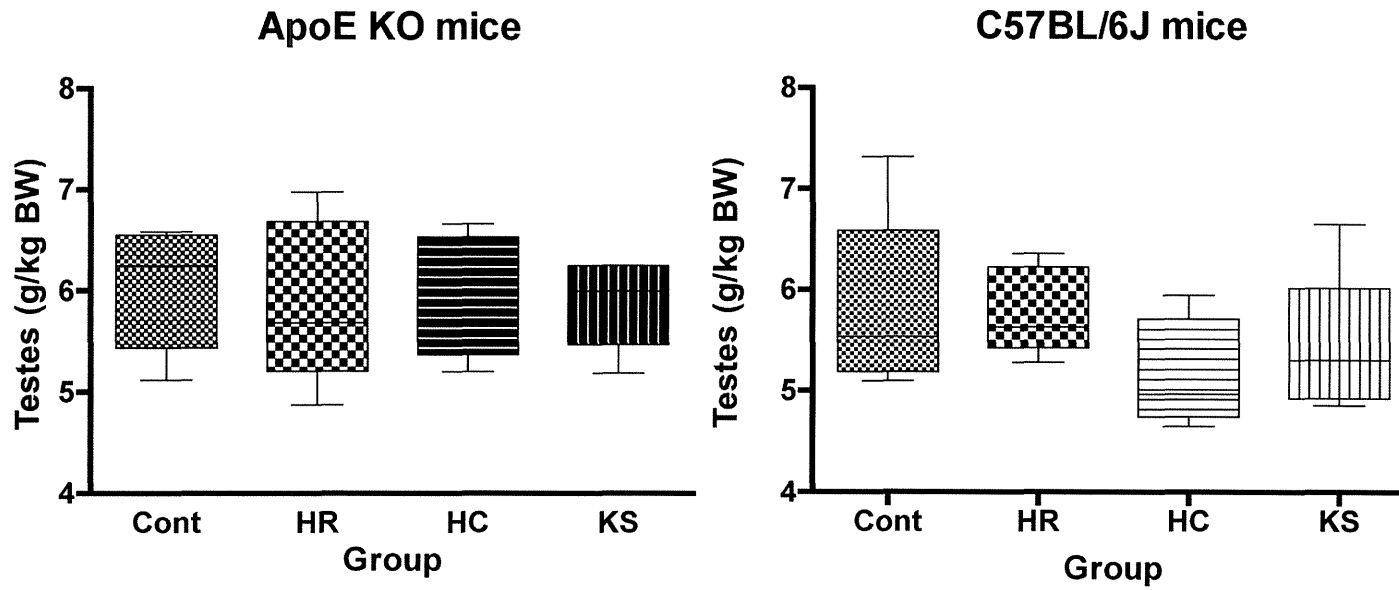 ApoE KO mice
Testes (g/kg BW)
8
7
6
5
4
Cont HR HC KS
Group
C57BL/6J mice
Testes (g/kg BW)
8
7
6
5
4
Cont HR HC KS
Group